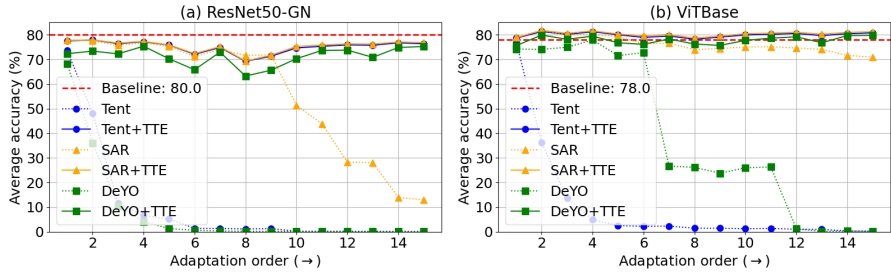 (a) ResNet50-GN
Average accuracy (%)
80
70
60
50
40
30
20
10
0
Baseline: 80.0
Tent
Tent+TTE
SAR
SAR+TTE
DeYO
DeYO+TTE
2 4 6 8 10 12 14
Adaptation order (→)
(b) ViTBase
Average accuracy (%)
80
70
60
50
40
30
20
10
0
Baseline: 78.0
Tent
Tent+TTE
SAR
SAR+TTE
DeYO
DeYO+TTE
2 4 6 8 10 12 14
Adaptation order (→)